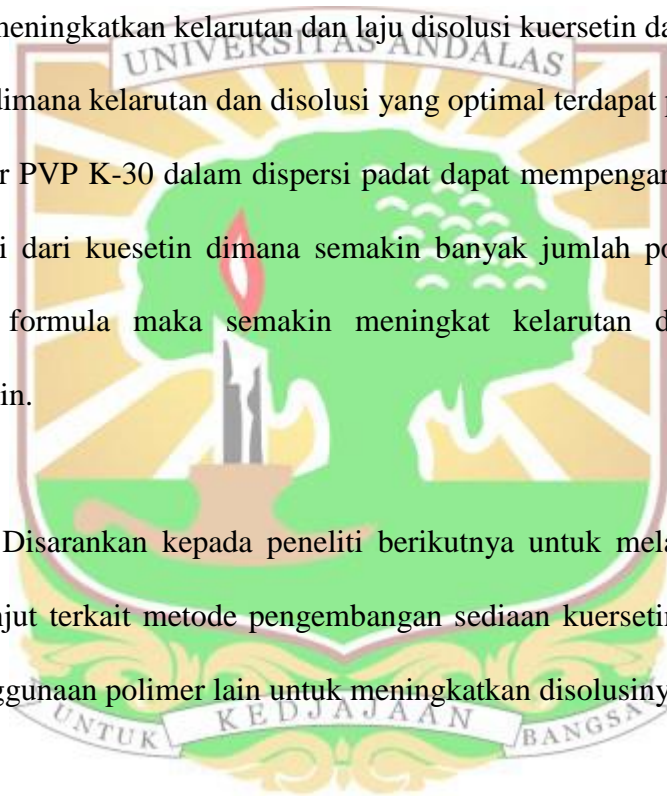 meningkatkan kelarutan dan laju disolusi kuersetin da
UNIVERSITAS ANDALAS
dimana kelarutan dan disolusi yang optimal terdapat
r PVP K-30 dalam dispersi padat dapat mempengar
i dari kuesetin dimana semakin banyak jumlah po
formula maka semakin meningkat kelarutan d
in.
Disarankan kepada peneliti berikutnya untuk mela
jut terkait metode pengembangan sediaan kuersetin
ggunaan polimer lain untuk meningkatkan disolusiny
UNTUK KEDJAJAAN BANGSA